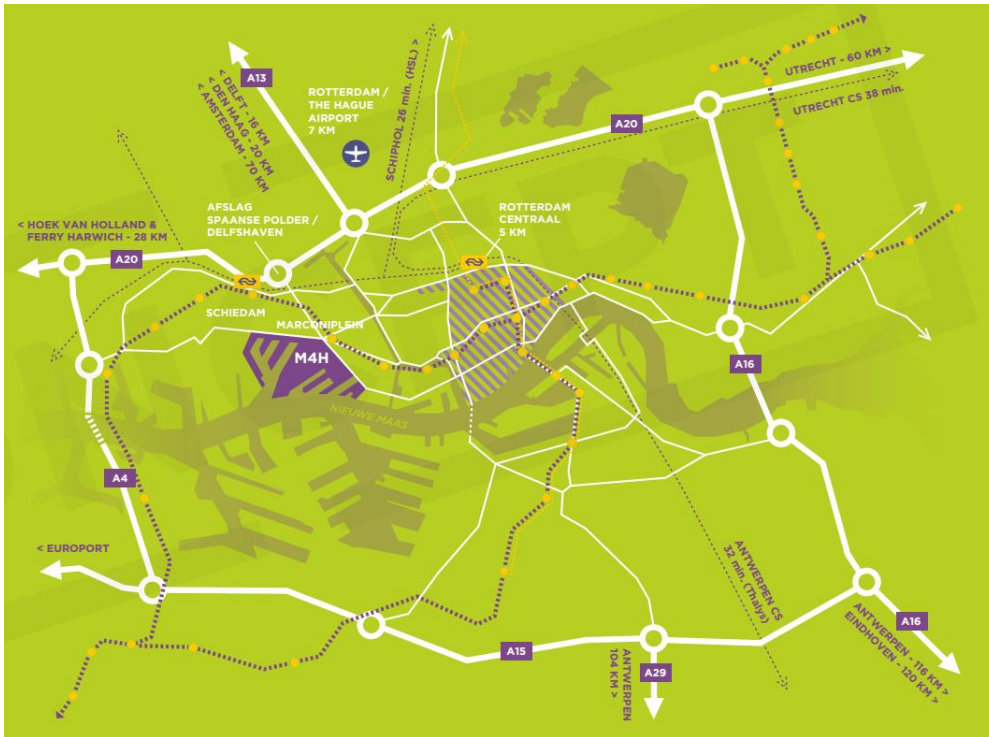 A13
< DELFT - 16 KM
< DEN HAAG - 20 KM
< AMSTERDAM - 70 KM
ROTTERDAM /
THE HAGUE
AIRPORT
7 KM
SCHIPHOL 26 min. (HSL) >
UTRECHT - 60 KM >
UTRECHT CS 38 min.
A20
AFSLAG
SPAANSE POLDER /
DELFSHAVEN
ROTTERDAM
CENTRAAL
5 KM
< HOEK VAN HOLLAND &
FERRY HARWICH - 28 KM
A20
SCHIEDAM
MARCONIPLEIN
M4H
NIEUWE MAAS
A16
A4
< EUROPORT
ANTWERPEN CS
32 min. (Thalys)
A16
ANTWERPEN - 116 KM >
EINDHOVEN - 120 KM >
A15
ANTWERPEN
104 KM >
A29